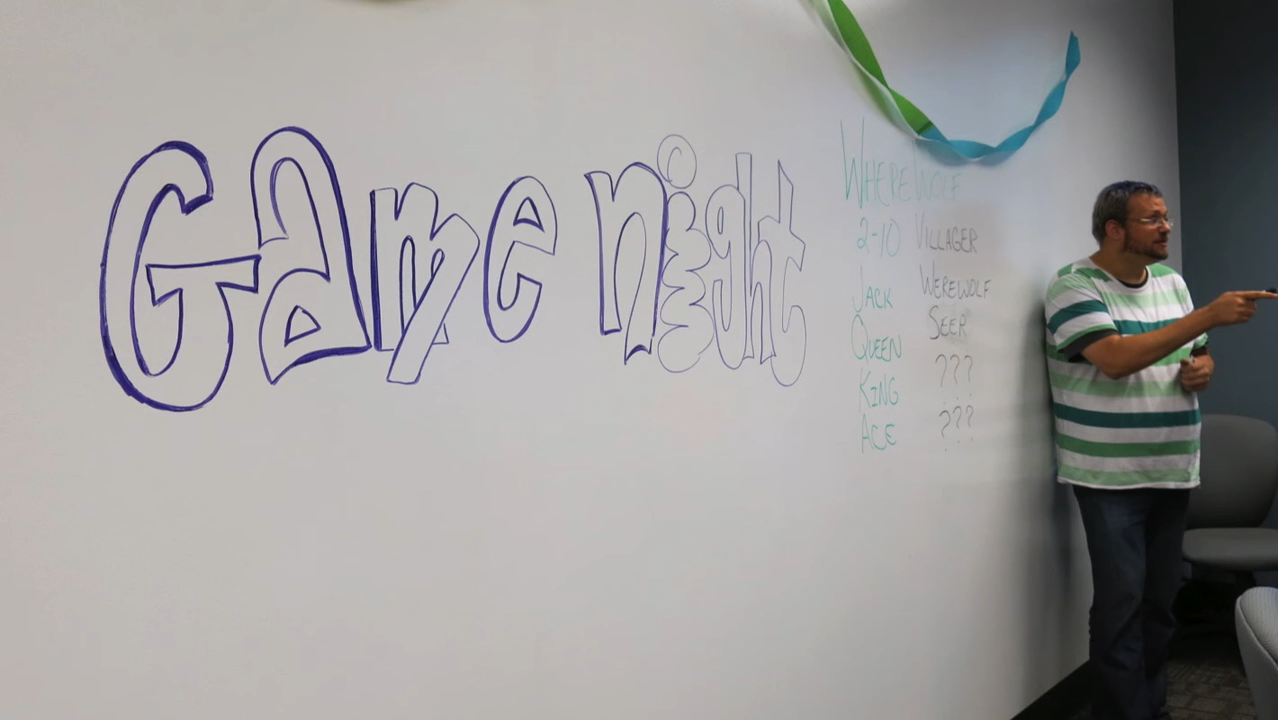 Game night
WHEREWOLF
2-10 VILLAGER
JACK WEREWOLF
QUEEN SEER
KING ???
ACE ???